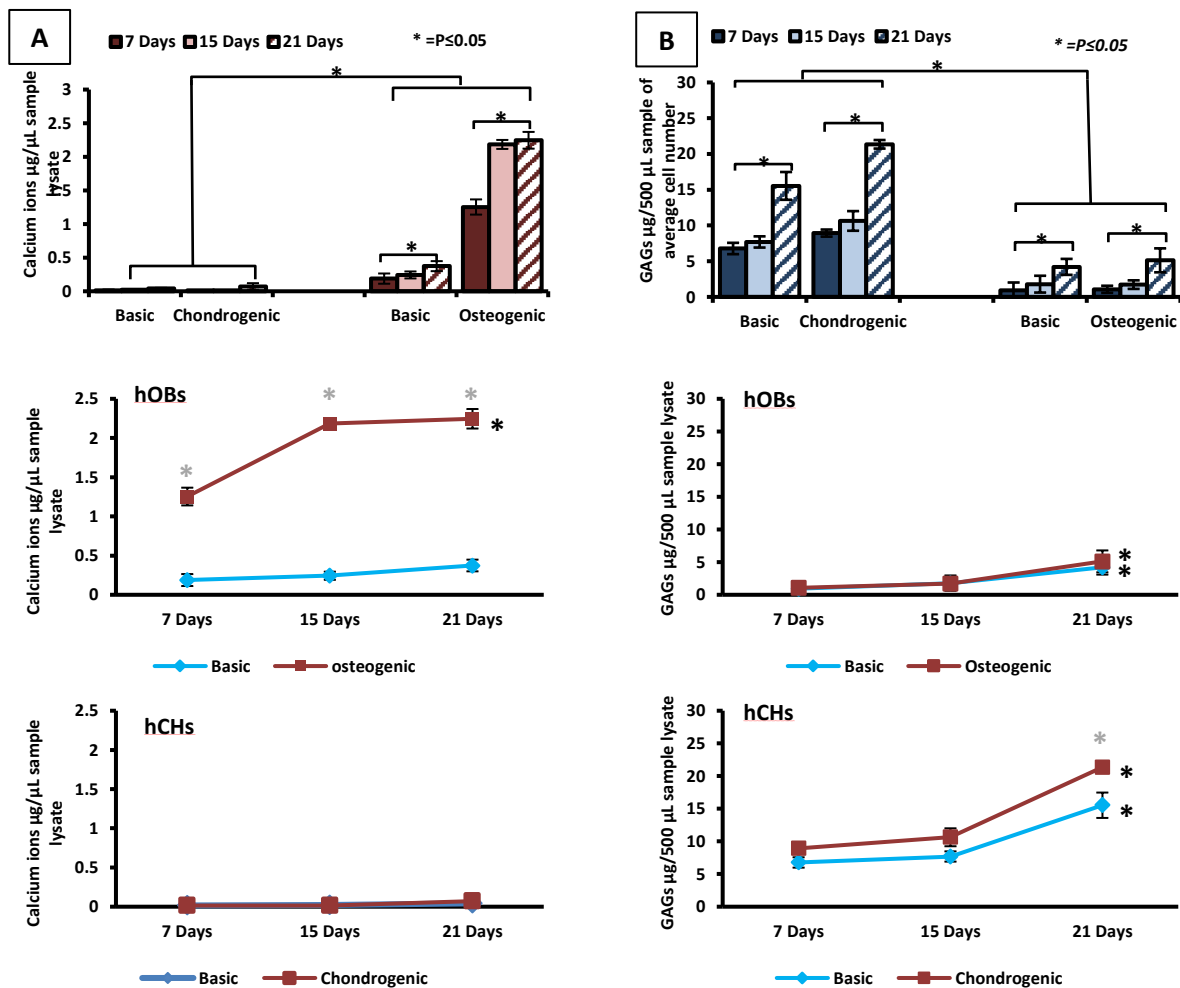 A
7 Days 15 Days 21 Days
* =P≤0.05
Calcium ions µg/µL sample
lysate
3
2.5
2
1.5
1
0.5
0
*
*
*
Basic Chondrogenic Basic Osteogenic
B
7 Days 15 Days 21 Days
* =P≤0.05
GAGs µg/500 µL sample of
average cell number
30
25
20
15
10
5
0
*
*
*
*
*
Basic Chondrogenic Basic Osteogenic
hOBs
Calcium ions µg/µL sample
lysate
2.5
2
1.5
1
0.5
0
*
*
*
*
7 Days 15 Days 21 Days
Basic osteogenic
hOBs
GAGs µg/500 µL sample lysate
30
25
20
15
10
5
0
*
*
7 Days 15 Days 21 Days
Basic Osteogenic
hCHs
Calcium ions µg/µL sample
lysate
2.5
2
1.5
1
0.5
0
7 Days 15 Days 21 Days
Basic Chondrogenic
hCHs
GAGs µg/500 µL sample lysate
30
25
20
15
10
5
0
*
*
*
7 Days 15 Days 21 Days
Basic Chondrogenic